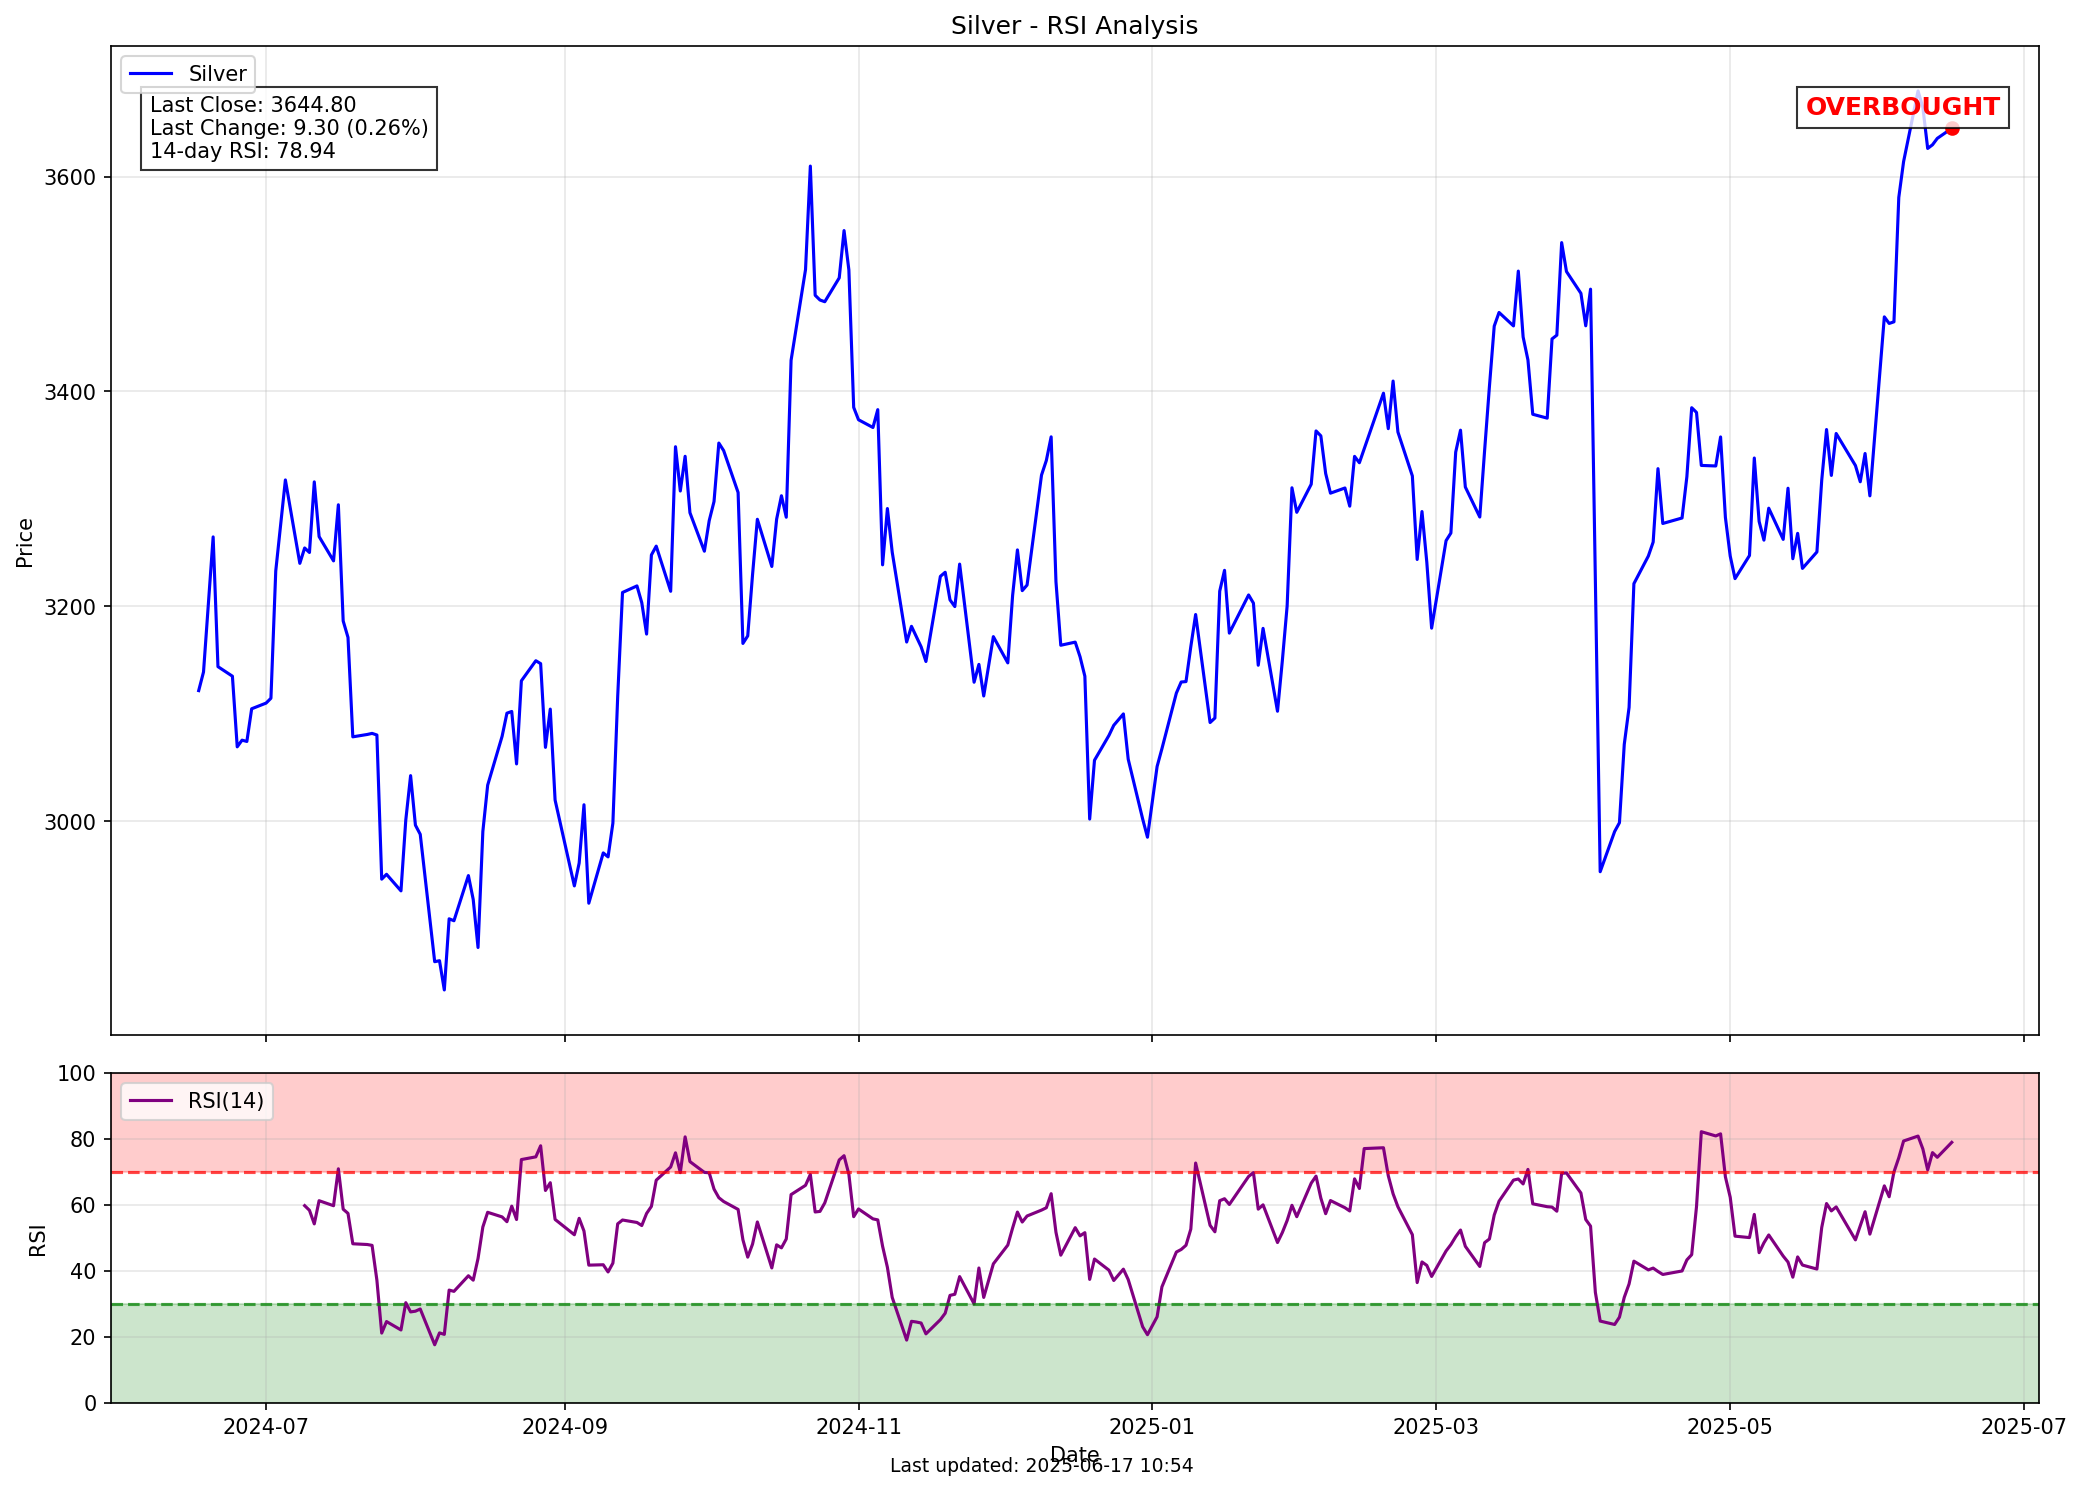 Silver - RSI Analysis
Silver
Last Close: 3644.80
Last Change: 9.30 (0.26%)
14-day RSI: 78.94
OVERBOUGHT
3600
3400
3200
3000
Price
RSI(14)
100
80
60
40
20
0
RSI
2024-07
2024-09
2024-11
2025-01
2025-03
2025-05
2025-07
Date
Last updated: 2025-06-17 10:54